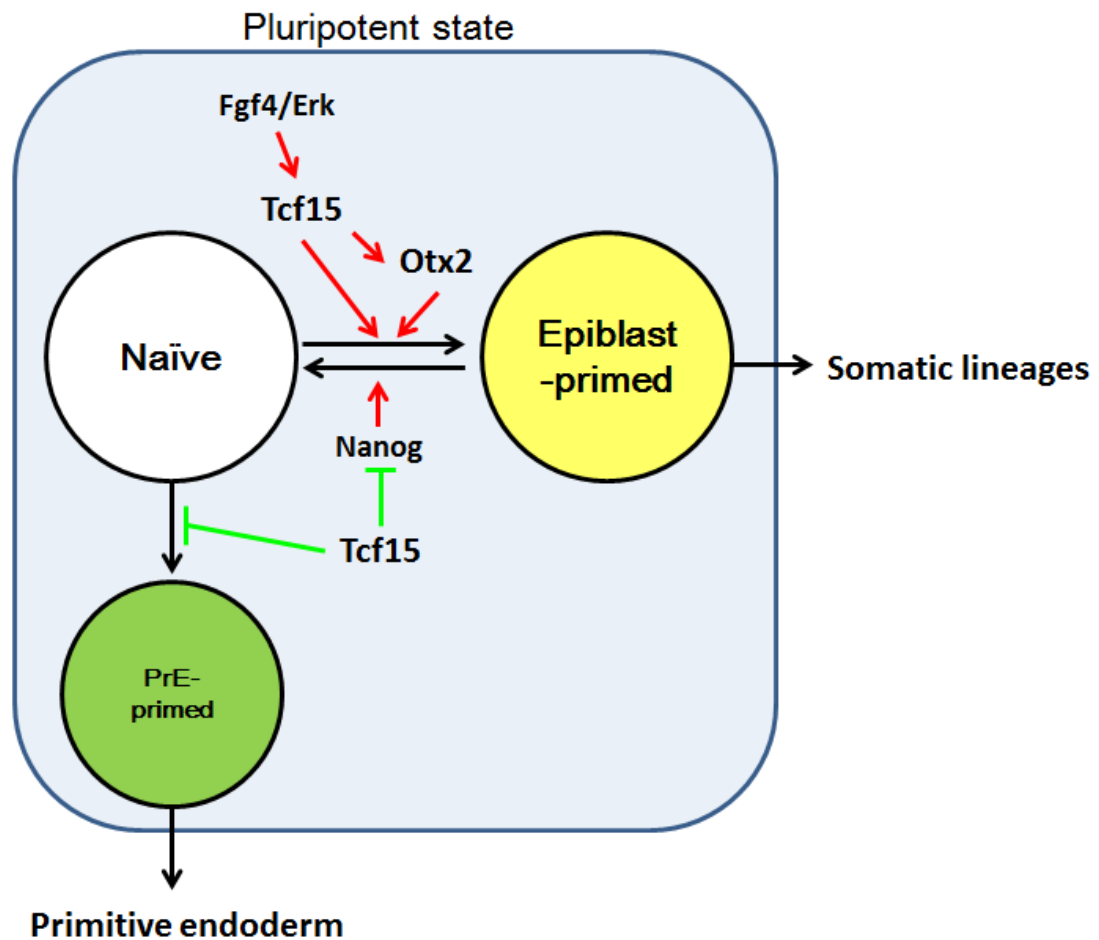 Pluripotent state
Fgf4/Erk
Tcf15
Otx2
Naïve
Epiblast
-primed
Somatic lineages
Nanog
Tcf15
PrE-
primed
Primitive endoderm